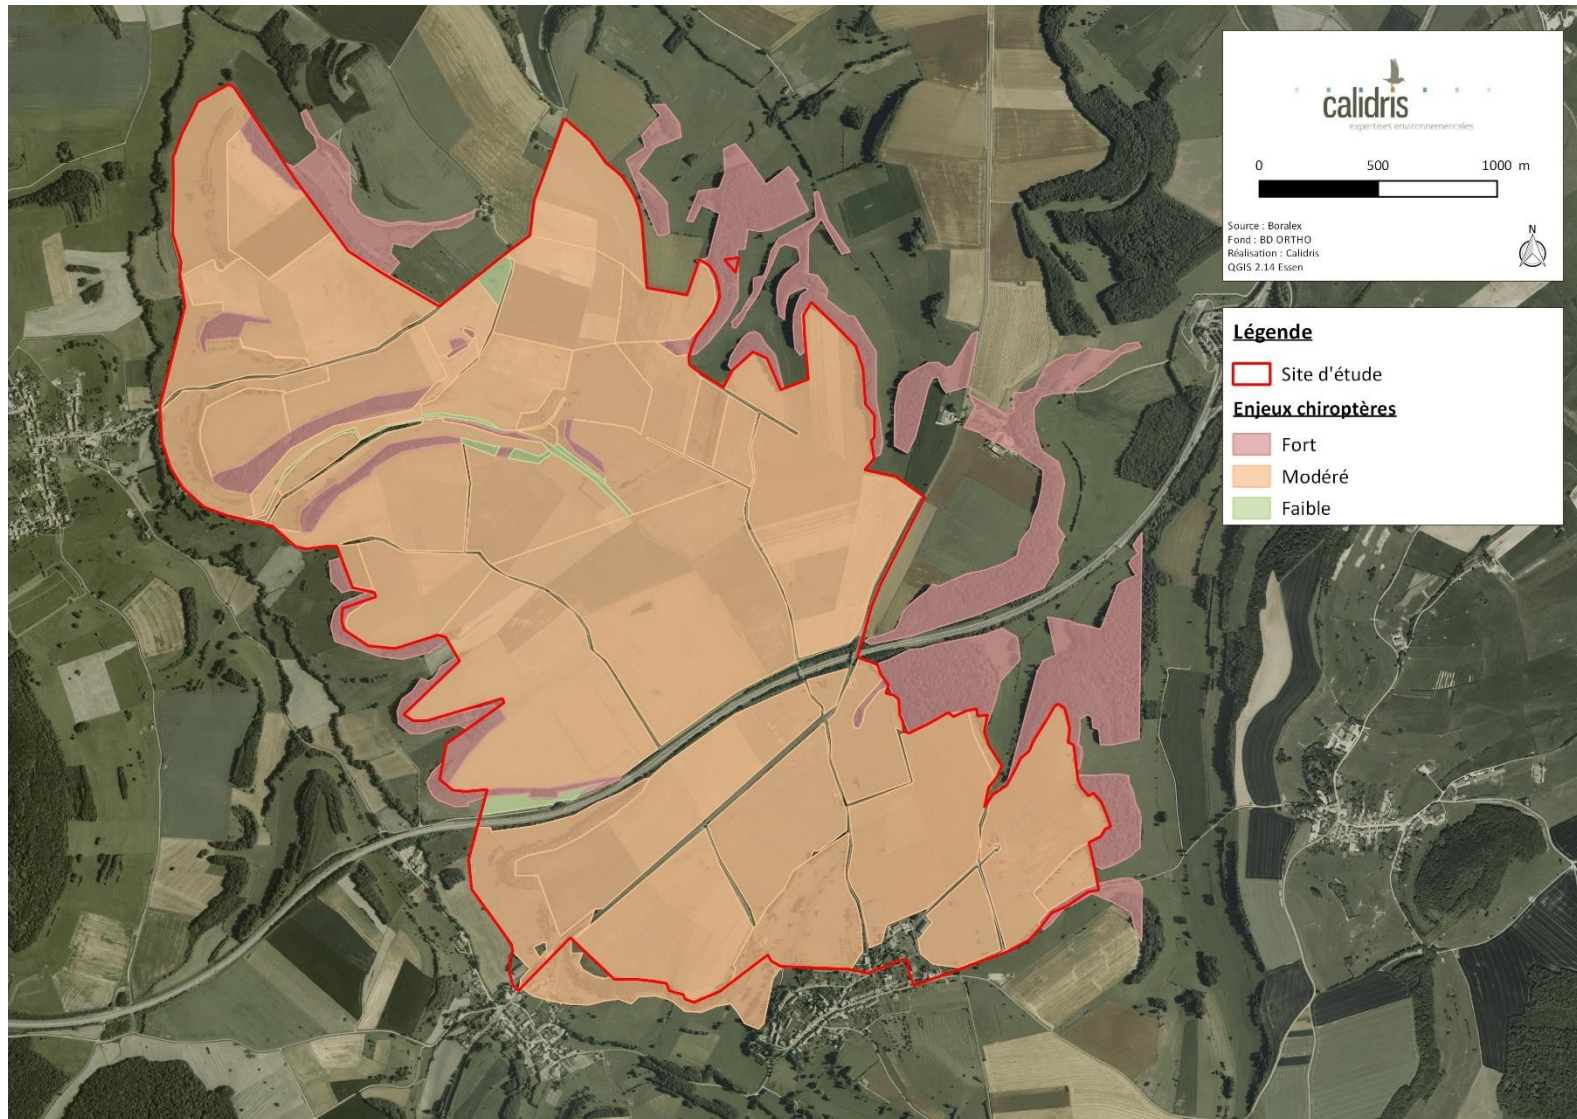 calidris
expertises environnementales
0 500 1000 m
Source : Boralex
Fond : BD ORTHO
Réalisation : Calidris
QGIS 2.14 Essen
N
Légende
Site d'étude
Enjeux chiroptères
Fort
Modéré
Faible